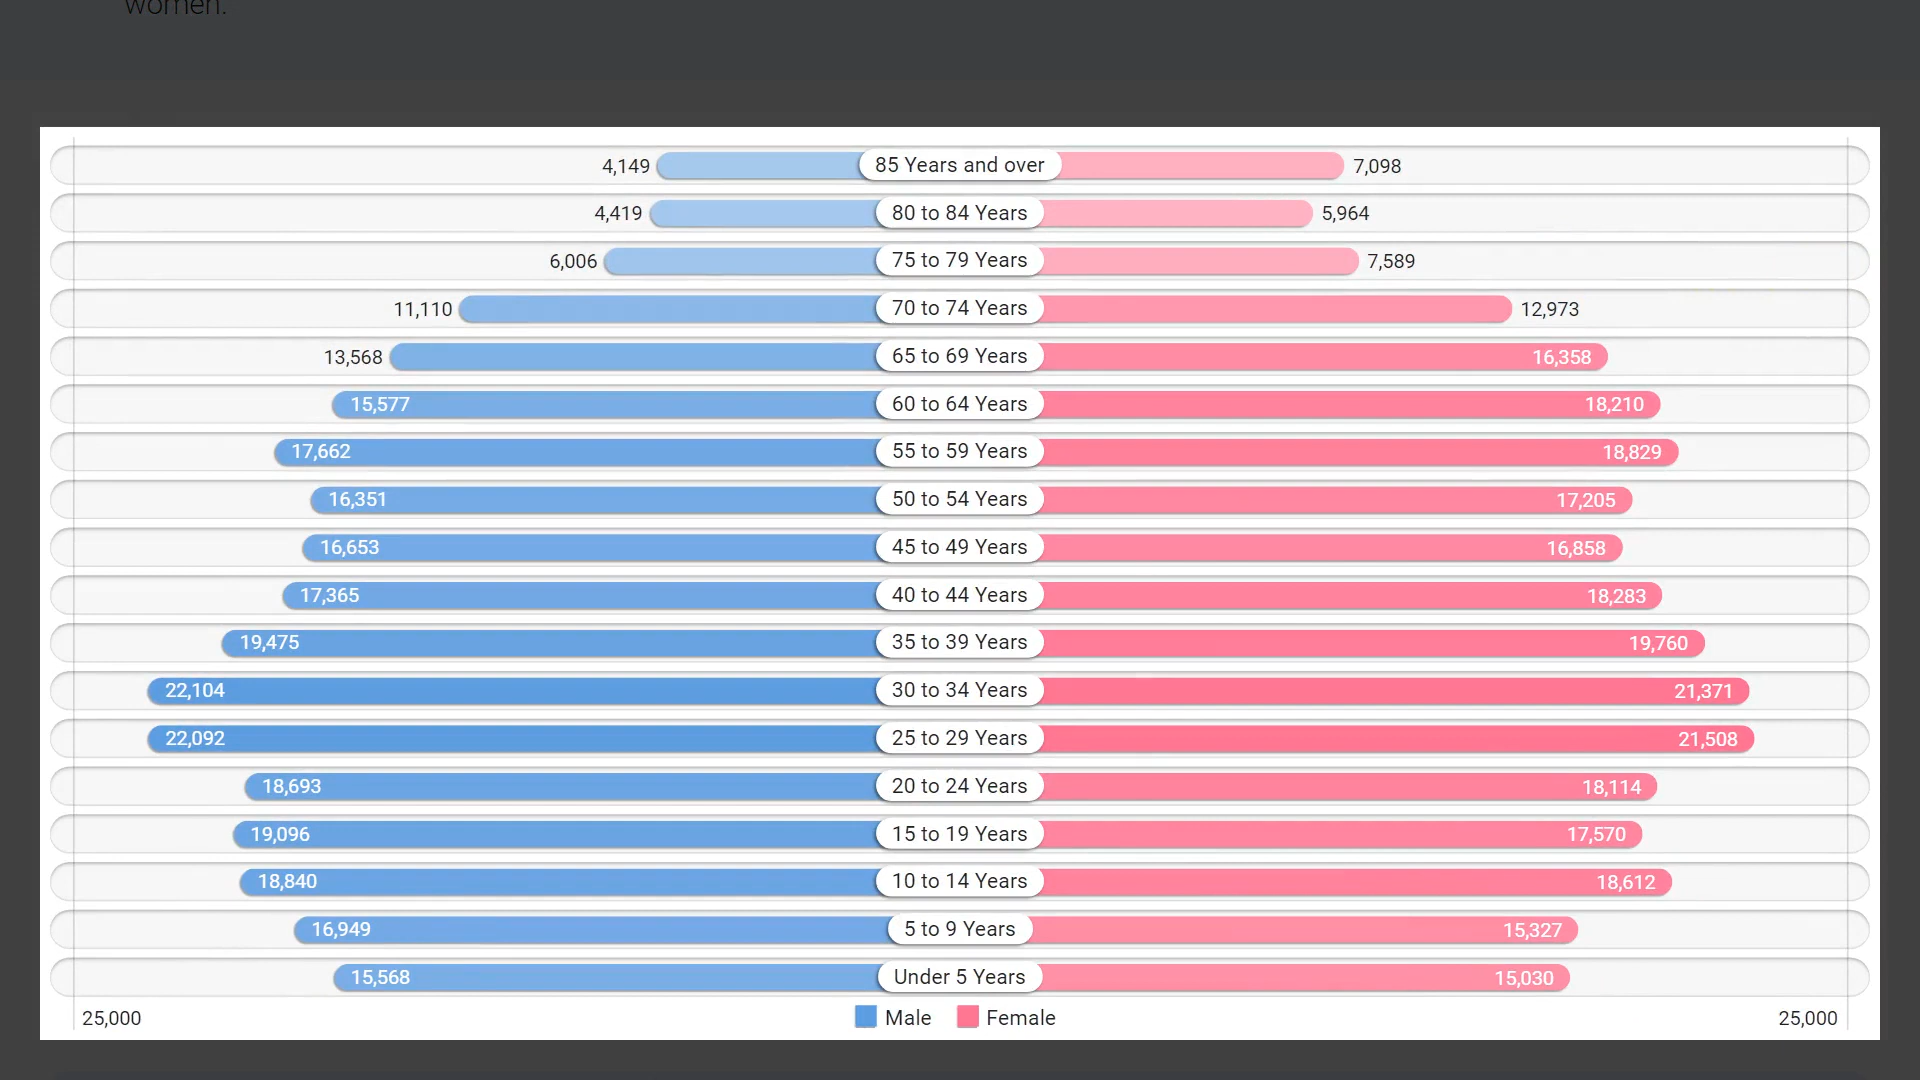 women.
4,149 85 Years and over 7,098
4,419 80 to 84 Years 5,964
6,006 75 to 79 Years 7,589
11,110 70 to 74 Years 12,973
13,568 65 to 69 Years 16,358
15,577 60 to 64 Years 18,210
17,662 55 to 59 Years 18,829
16,351 50 to 54 Years 17,205
16,653 45 to 49 Years 16,858
17,365 40 to 44 Years 18,283
19,475 35 to 39 Years 19,760
22,104 30 to 34 Years 21,371
22,092 25 to 29 Years 21,508
18,693 20 to 24 Years 18,114
19,096 15 to 19 Years 17,570
18,840 10 to 14 Years 18,612
16,949 5 to 9 Years 15,327
15,568 Under 5 Years 15,030
25,000 Male Female 25,000